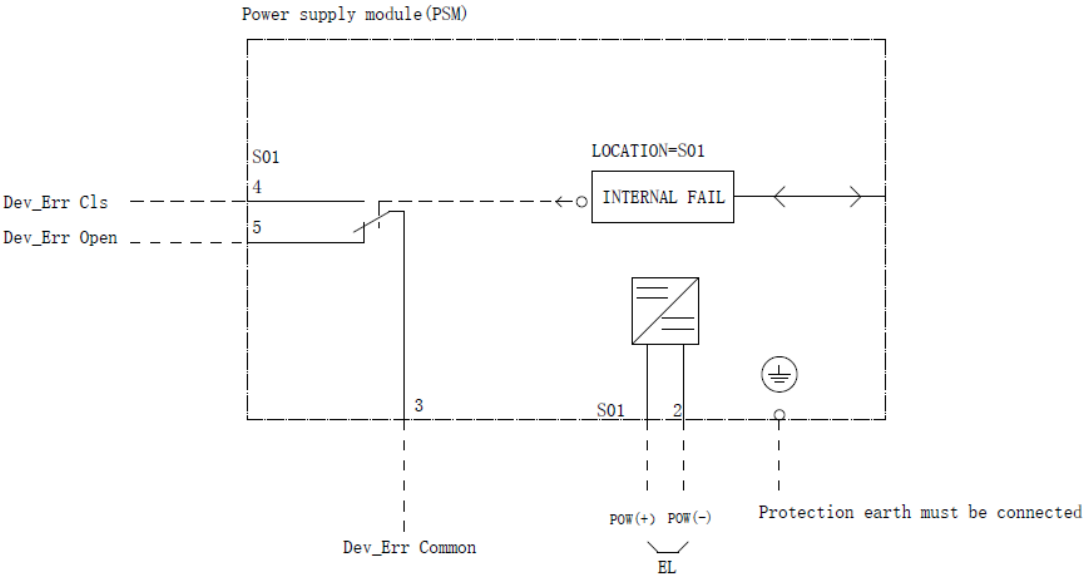 Power supply module(PSM)
S01
LOCATION=S01
4
INTERNAL FAIL
Dev_Err Cls
5
Dev_Err Open
3
S01
2
POW(+) POW(-)
Protection earth must be connected
Dev_Err Common
EL